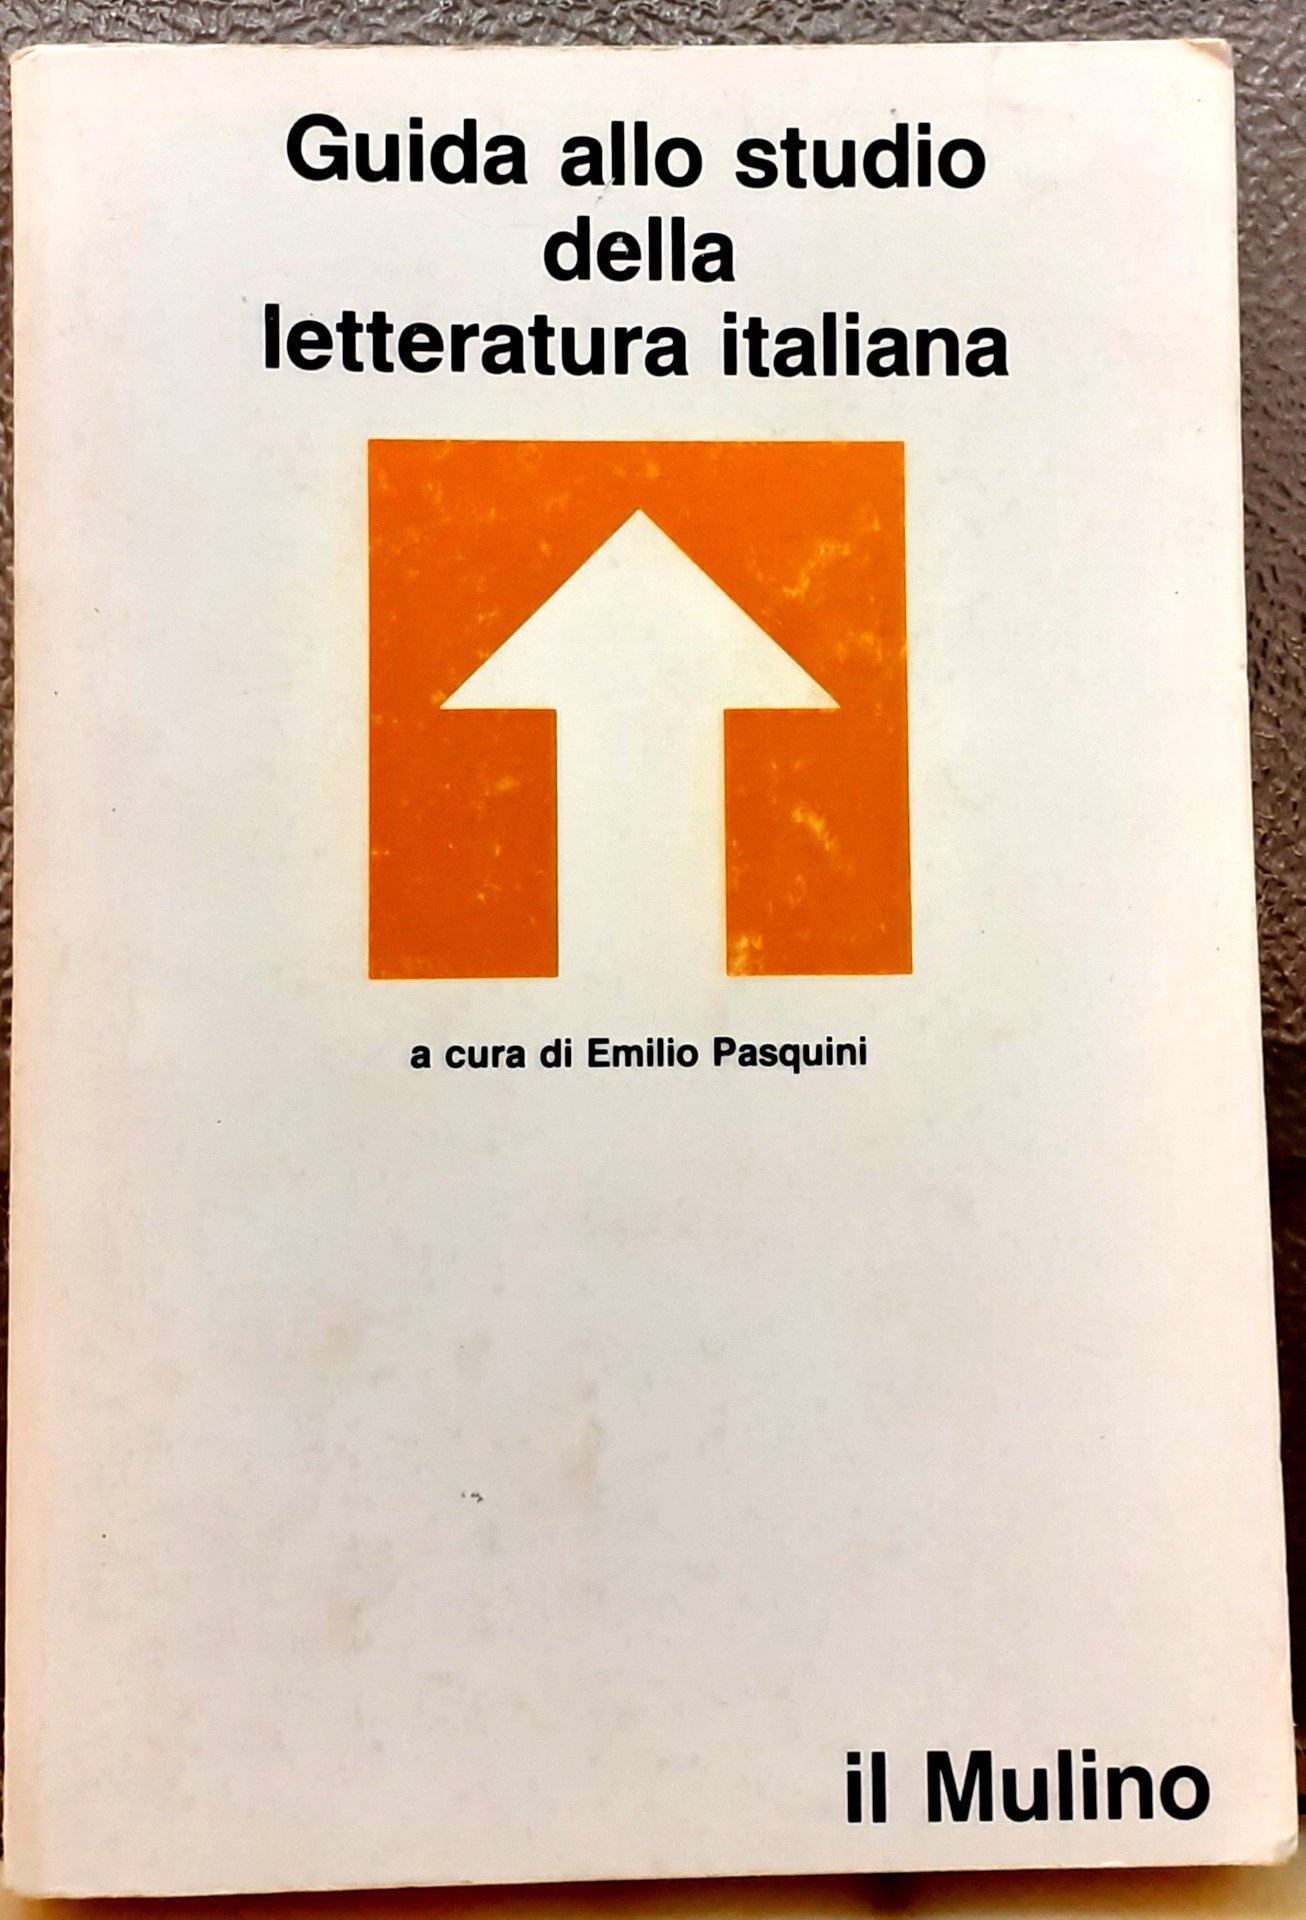 Guida allo studio
della
letteratura italiana
a cura di Emilio Pasquini
il Mulino